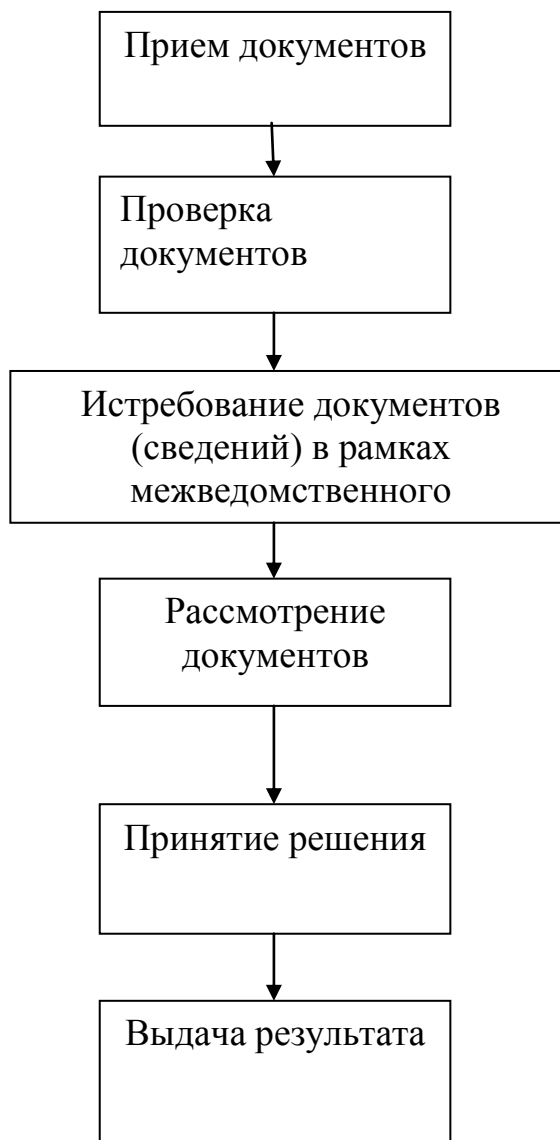 Прием документов
Проверка
документов
Истребование документов
(сведений) в рамках
межведомственного
Рассмотрение
документов
Принятие решения
Выдача результата